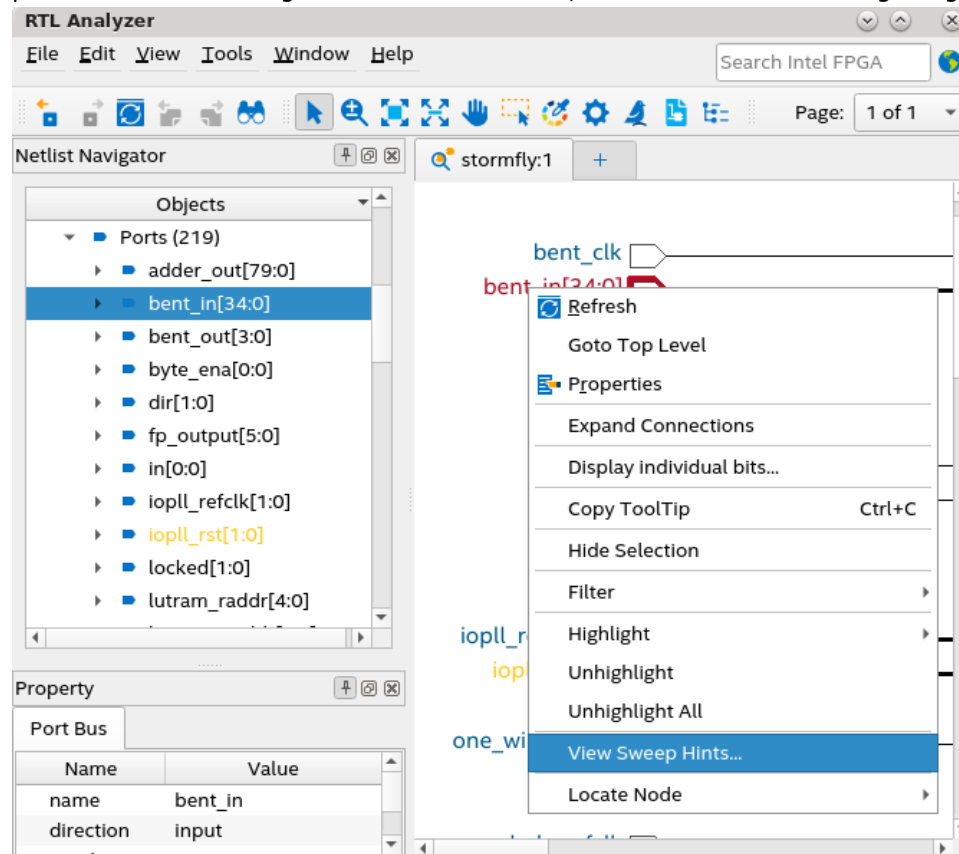 RTL Analyzer
File Edit View Tools Window Help
Search Intel FPGA
Page: 1 of 1
Netlist Navigator
stormfly:1 +
Objects
Ports (219)
adder_out[79:0]
bent_in[34:0]
bent_out[3:0]
byte_ena[0:0]
dir[1:0]
fp_output[5:0]
in[0:0]
iopll_refclk[1:0]
iopll_rst[1:0]
locked[1:0]
lutram_raddr[4:0]
Property
Port Bus
Name Value
name bent_in
direction input
bent_clk
bent_in[34:0]
iopll_r
iopl
one_wi
Refresh
Goto Top Level
Properties
Expand Connections
Display individual bits...
Copy ToolTip Ctrl+C
Hide Selection
Filter
Highlight
Unhighlight
Unhighlight All
View Sweep Hints...
Locate Node